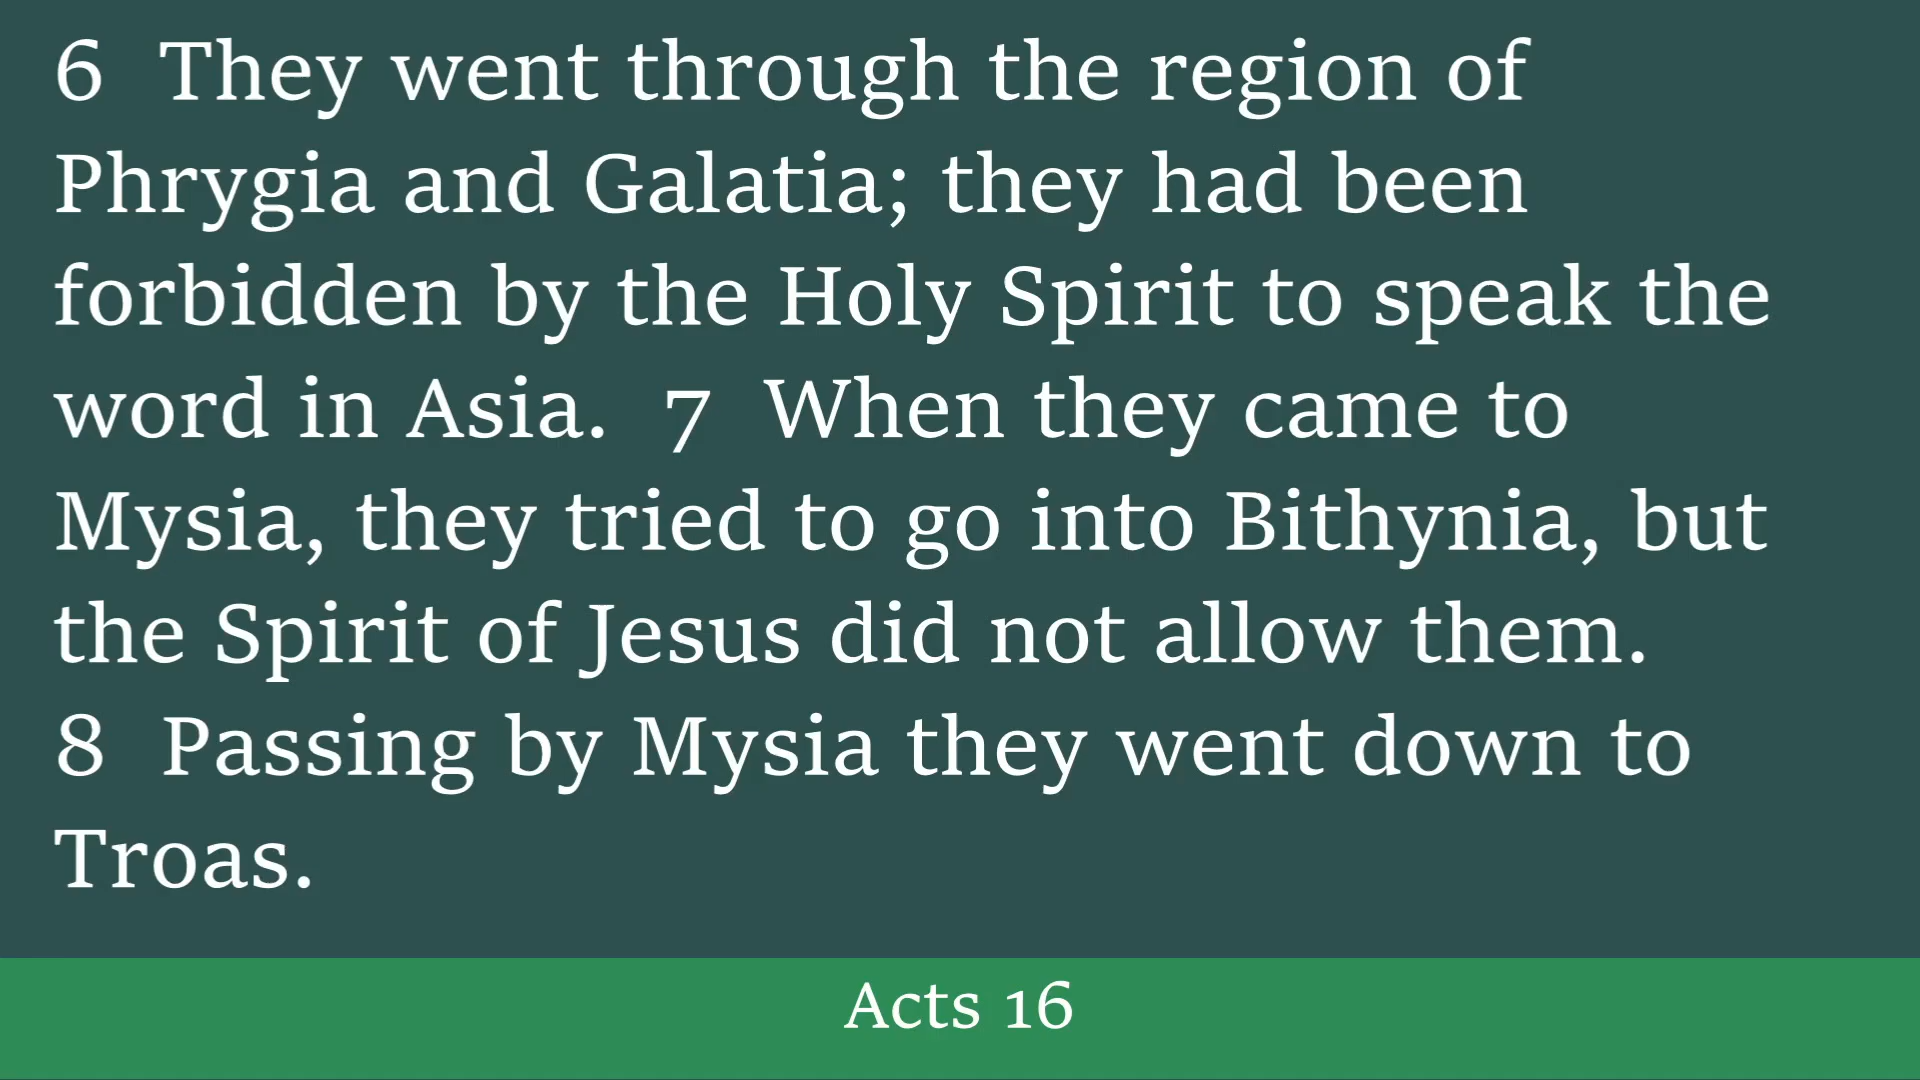 6 They went through the region of
Phrygia and Galatia; they had been
forbidden by the Holy Spirit to speak the
word in Asia. 7 When they came to
Mysia, they tried to go into Bithynia, but
the Spirit of Jesus did not allow them.
8 Passing by Mysia they went down to
Troas.
Acts 16